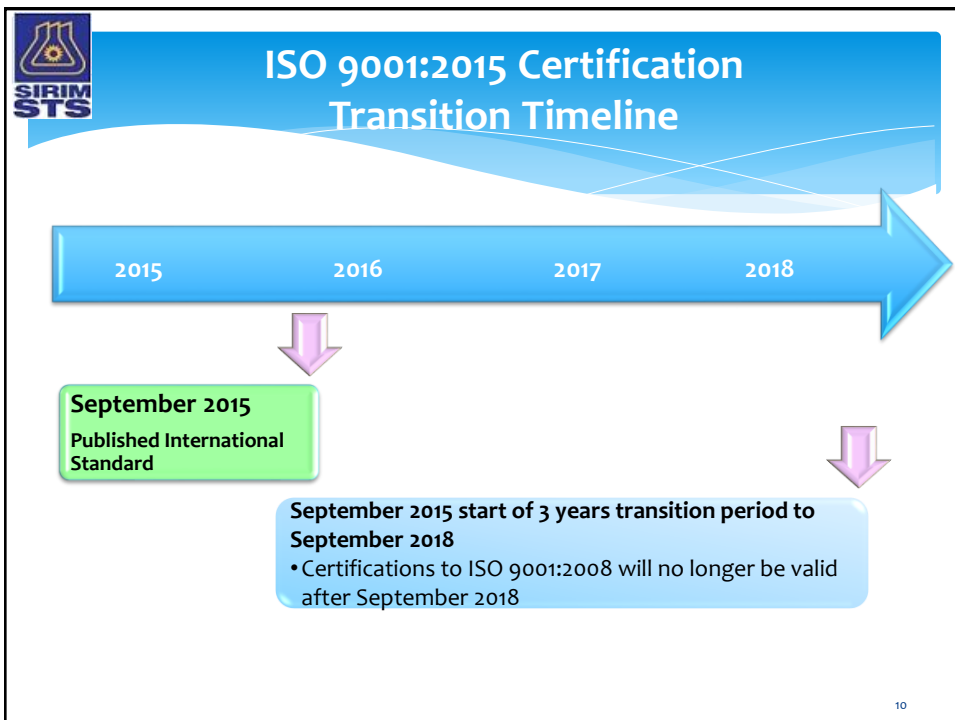 SIRIM
STS
ISO 9001:2015 Certification
Transition Timeline
2015 2016 2017 2018
September 2015
Published International
Standard
September 2015 start of 3 years transition period to
September 2018
•Certifications to ISO 9001:2008 will no longer be valid
after September 2018
10